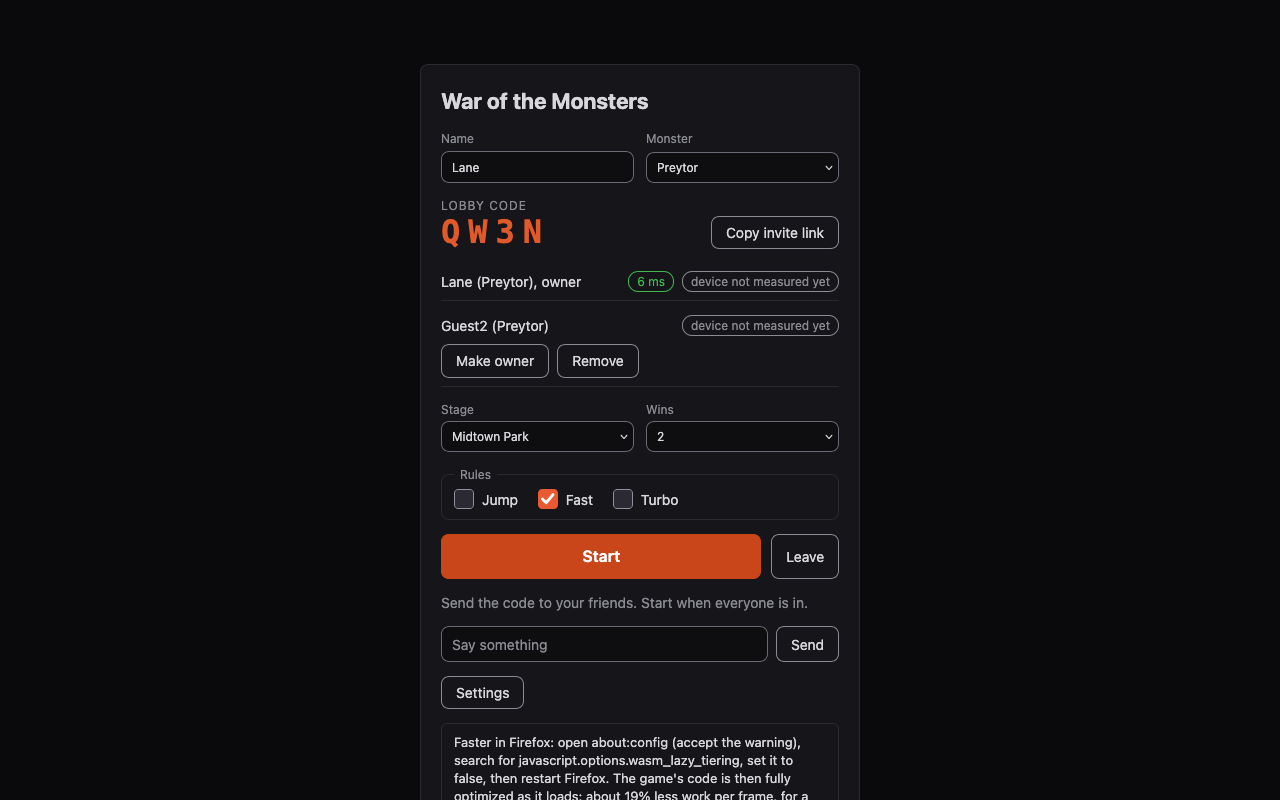 War of the Monsters
Name
Monster
Lane
Preytor
LOBBY CODE
QW3N
Copy invite link
Lane (Preytor), owner
6 ms
device not measured yet
Guest2 (Preytor)
device not measured yet
Make owner
Remove
Stage
Wins
Midtown Park
2
Rules
Jump
Fast
Turbo
Start
Leave
Send the code to your friends. Start when everyone is in.
Say something
Send
Settings
Faster in Firefox: open about:config (accept the warning),
search for javascript.options.wasm_lazy_tiering, set it to
false, then restart Firefox. The game's code is then fully
optimized as it loads: about 19% less work per frame, for a